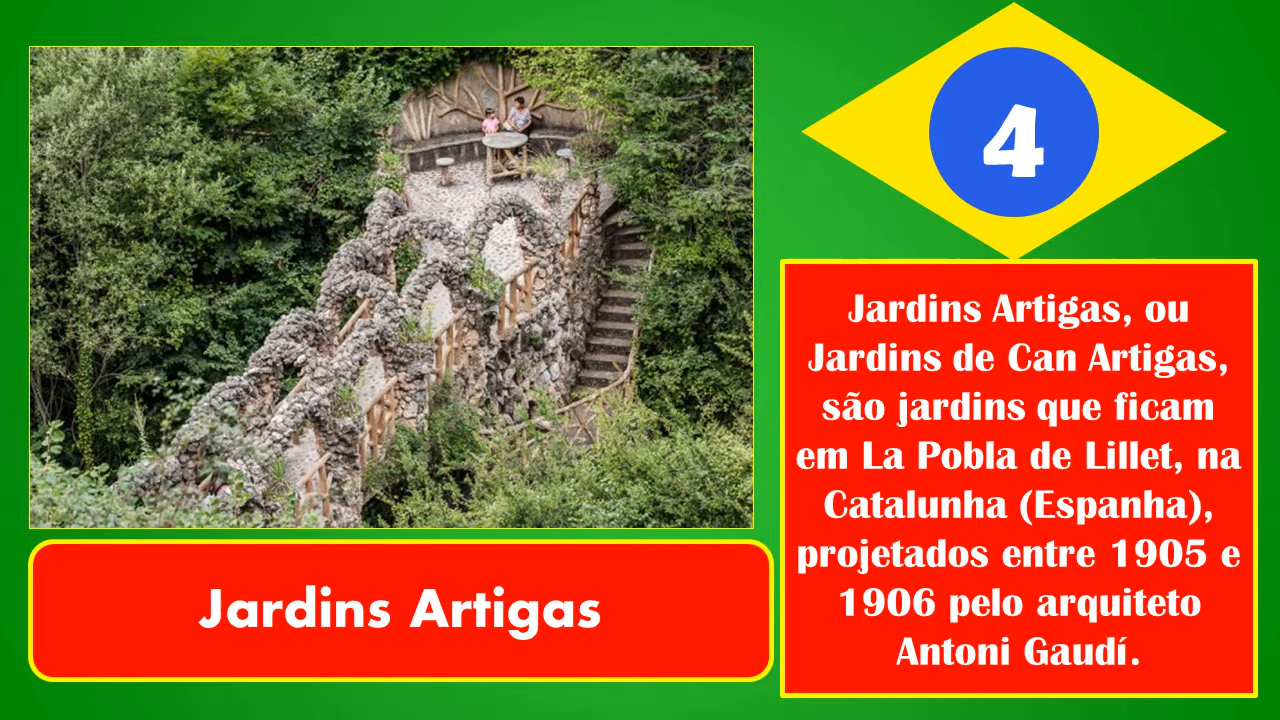 4
Jardins Artigas, ou
Jardins de Can Artigas,
são jardins que ficam
em La Pobla de Lillet, na
Catalunha (Espanha),
projetados entre 1905 e
1906 pelo arquiteto
Antoni Gaudí.
Jardins Artigas